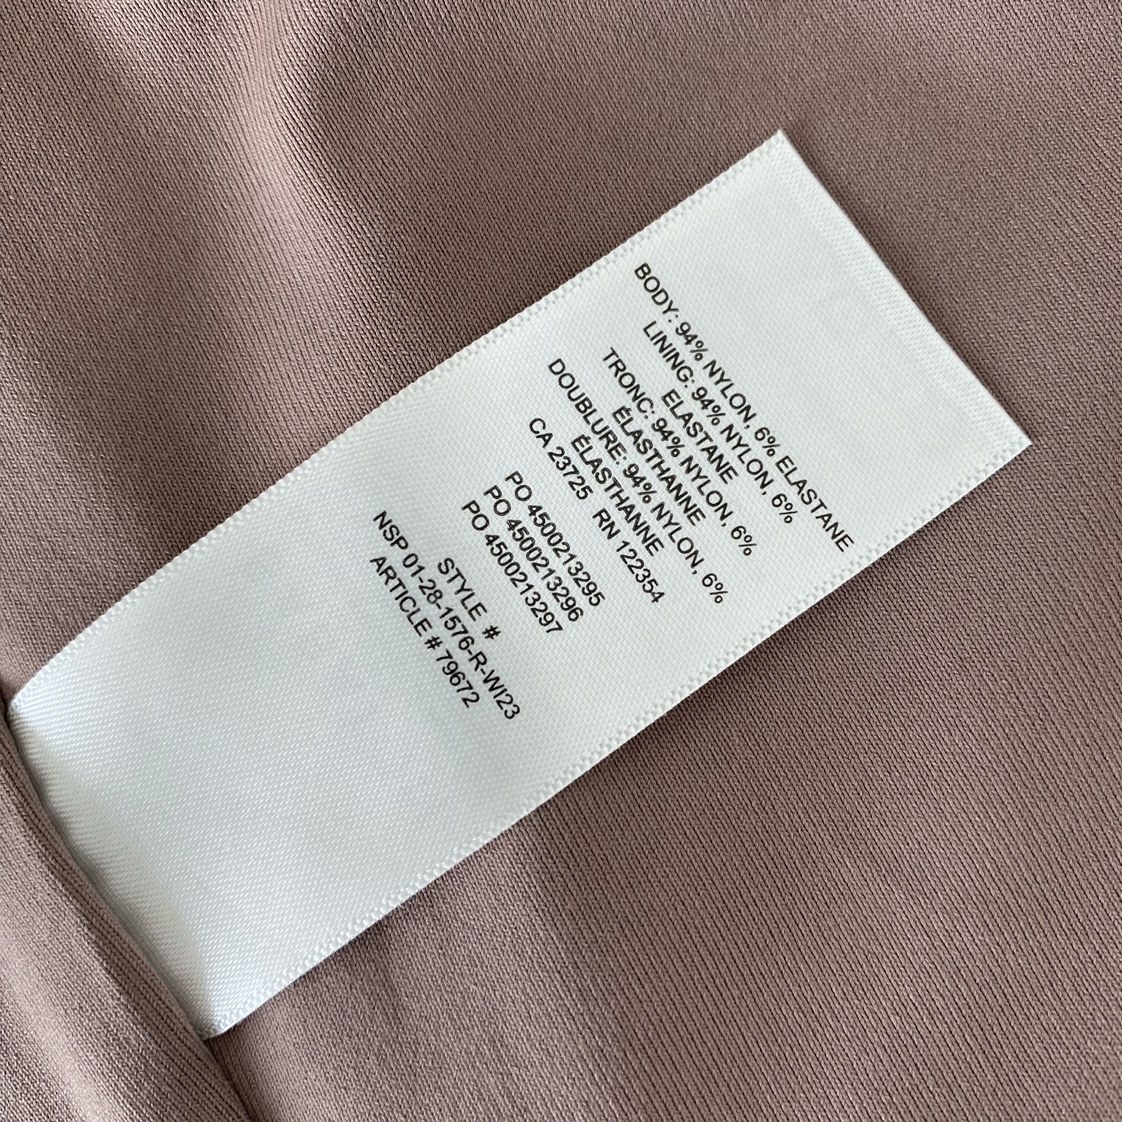 BODY: 94% NYLON, 6% ELASTANE
LINING: 94% NYLON, 6%
ELASTANE
TRONC: 94% NYLON, 6%
ÉLASTHANNE
DOUBLURE: 94% NYLON, 6%
ÉLASTHANNE
CA 23725 RN 122354
PO 4500213295
PO 4500213296
PO 4500213297
STYLE #
NSP 01-28-1576-R-WI23
ARTICLE # 79672